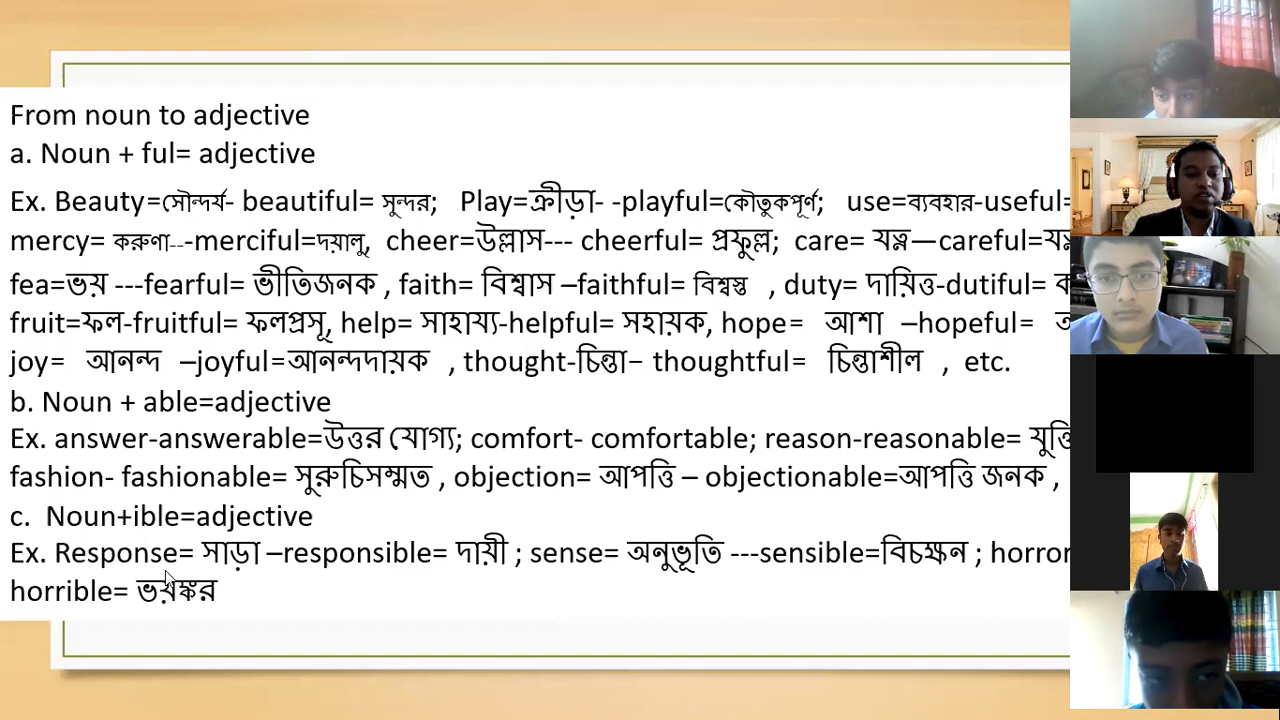 From noun to adjective
a. Noun + ful= adjective
Ex. Beauty=সৌন্দর্য- beautiful= সুন্দর; Play=ক্রীড়া- -playful=কৌতুকপূর্ণ; use=ব্যবহার-useful=
mercy= করুণা---merciful=দয়ালু, cheer=উল্লাস--- cheerful= প্রফুল্ল; care= যত্ন—careful=
fea=ভয় ---fearful= ভীতিজনক , faith= বিশ্বাস –faithful= বিশ্বস্ত , duty= দায়িত্ত-dutiful=
fruit=ফল-fruitful= ফলপ্রসূ, help= সাহায্য-helpful= সহায়ক, hope= আশা –hopeful=
joy= আনন্দ –joyful=আনন্দদায়ক , thought-চিন্তা– thoughtful= চিন্তাশীল , etc.
b. Noun + able=adjective
Ex. answer-answerable=উত্তর যোগ্য; comfort- comfortable; reason-reasonable=
fashion- fashionable= সুরুচিসম্মত , objection= আপত্তি – objectionable=আপত্তি জনক ,
c. Noun+ible=adjective
Ex. Response= সাড়া –responsible= দায়ী ; sense= অনুভূতি ---sensible=বিচক্ষন ; horror
horrible= ভয়ঙ্কর